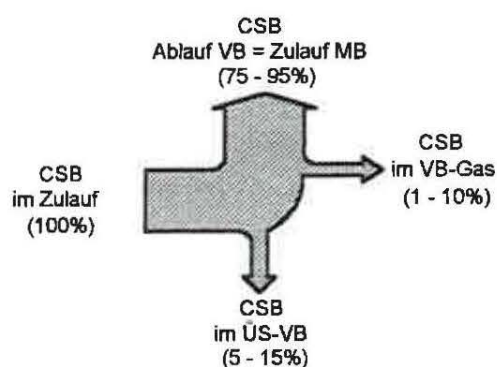 CSB
Ablauf VB = Zulauf MB
(75 - 95%)
CSB
im Zulauf
(100%)
CSB
im VB-Gas
(1 - 10%)
CSB
im ÜS-VB
(5 - 15%)